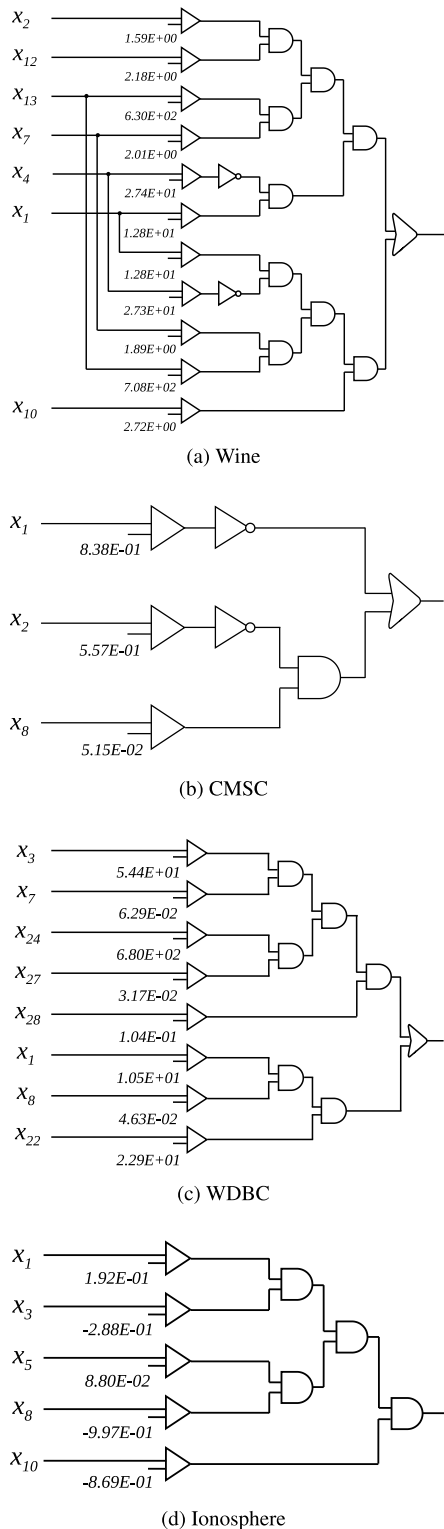 x2
1.59E+00
x12
2.18E+00
x13
6.30E+02
x7
2.01E+00
x4
2.74E+01
x1
1.28E+01
1.28E+01
2.73E+01
1.89E+00
7.08E+02
x10
2.72E+00
(a) Wine
x1
8.38E-01
x2
5.57E-01
x8
5.15E-02
(b) CMSC
x3
5.44E+01
x7
6.29E-02
x24
6.80E+02
x27
3.17E-02
x28
1.04E-01
x1
1.05E+01
x8
4.63E-02
x22
2.29E+01
(c) WDBC
x1
1.92E-01
x3
-2.88E-01
x5
8.80E-02
x8
-9.97E-01
x10
-8.69E-01
(d) Ionosphere